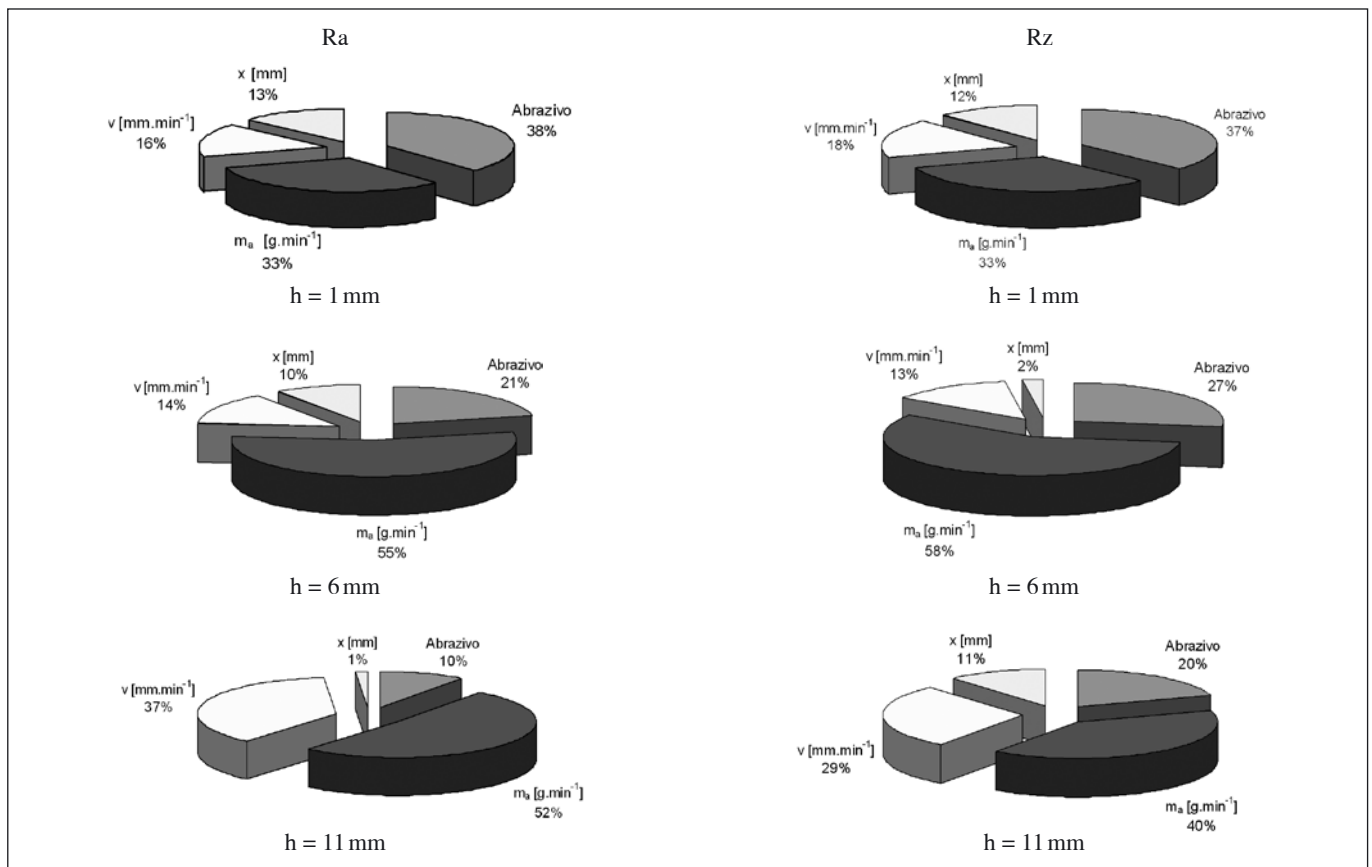 Ra
x [mm]
13%
Abrazivo
38%
v [mm.min⁻¹]
16%
mₐ [g.min⁻¹]
33%
h = 1 mm
x [mm]
10%
Abrazivo
21%
v [mm.min⁻¹]
14%
mₐ [g.min⁻¹]
55%
h = 6 mm
x [mm]
1%
Abrazivo
10%
v [mm.min⁻¹]
37%
mₐ [g.min⁻¹]
52%
h = 11 mm
Rz
x [mm]
12%
Abrazivo
37%
v [mm.min⁻¹]
18%
mₐ [g.min⁻¹]
33%
h = 1 mm
v [mm.min⁻¹]
13%
x [mm]
2%
Abrazivo
27%
mₐ [g.min⁻¹]
58%
h = 6 mm
x [mm]
11%
Abrazivo
20%
v [mm.min⁻¹]
29%
mₐ [g.min⁻¹]
40%
h = 11 mm